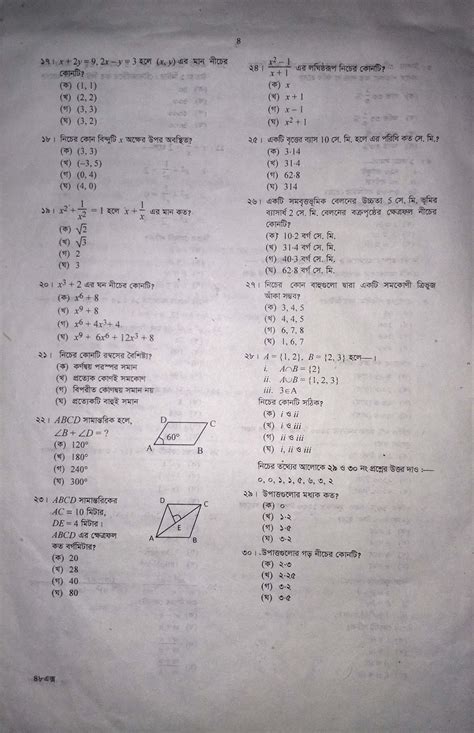 8
১৭। x + 2y = 9, 2x − y = 3 হলে (x, y) এর মান নীচের
কোনটি?
(ক) (1, 1)
(খ) (2, 2)
(গ) (3, 3)
(ঘ) (3, 2)
১৮। নিচের কোন বিন্দুটি x অক্ষের উপর অবস্থিত?
(ক) (3, 3)
(খ) (−3, 5)
(গ) (0, 4)
(ঘ) (4, 0)
১৯। x² + 1/x² = 1 হলে x + 1/x এর মান কত?
(ক) √2
(খ) √3
(গ) 2
(ঘ) 3
২০। x³ + 2 এর ঘন নীচের কোনটি?
(ক) x⁶ + 8
(খ) x⁹ + 8
(গ) x⁶ + 4x³ + 4
(ঘ) x⁹ + 6x⁶ + 12x³ + 8
২১। নিচের কোনটি রম্বসের বৈশিষ্ট্য?
(ক) কর্ণদ্বয় পরস্পর সমান
(খ) প্রত্যেক কোণই সমকোণ
(গ) বিপরীত কোণদ্বয় সমান নয়
(ঘ) প্রত্যেকটি বাহুই সমান
২২। ABCD সামান্তরিক হলে,
∠B + ∠D = ?
(ক) 120°
(খ) 180°
(গ) 240°
(ঘ) 300°
D
C
60°
A
B
২৩। ABCD সামান্তরিকের
AC = 10 মিটার,
DE = 4 মিটার।
ABCD এর ক্ষেত্রফল
কত বর্গমিটার?
(ক) 20
(খ) 28
(গ) 40
(ঘ) 80
D
C
E
A
B
৪৮এক্স
২৪। x² − 1 / x + 1 এর লঘিষ্ঠরূপ নিচের কোনটি?
(ক) x
(খ) x + 1
(গ) x − 1
(ঘ) x² + 1
২৫। একটি বৃত্তের ব্যাস 10 সে. মি. হলে এর পরিধি কত সে. মি.?
(ক) 3·14
(খ) 31·4
(গ) 62·8
(ঘ) 314
২৬। একটি সমবৃত্তভূমিক বেলনের উচ্চতা 5 সে. মি, ভূমির
ব্যাসার্ধ 2 সে. মি. বেলনের বক্রপৃষ্ঠের ক্ষেত্রফল নীচের
কোনটি?
(ক) 10·2 বর্গ সে. মি.
(খ) 31·4 বর্গ সে. মি.
(গ) 40·3 বর্গ সে. মি.
(ঘ) 62·8 বর্গ সে. মি.
২৭। নিচের কোন বাহুগুলো দ্বারা একটি সমকোণী ত্রিভুজ
আঁকা সম্ভব?
(ক) 3, 4, 5
(খ) 4, 4, 5
(গ) 6, 7, 8
(ঘ) 1, 6, 7
২৮। A = {1, 2}, B = {2, 3} হলে—
i. A∩B = {2}
ii. A∪B = {1, 2, 3}
iii. 3∈A
নিচের কোনটি সঠিক?
(ক) i ও ii
(খ) i ও iii
(গ) ii ও iii
(ঘ) i, ii ও iii
নিচের তথ্যের আলোকে ২৯ ও ৩০ নং প্রশ্নের উত্তর দাও :—
০, ০, ১, ১, ৫, ৬, ৩, ২
২৯। উপাত্তগুলোর মধ্যক কত?
(ক) ০
(খ) ১·২
(গ) ১·৫
(ঘ) ৩·২
৩০। উপাত্তগুলোর গড় নীচের কোনটি?
(ক) ২·৩
(খ) ২·২৫
(গ) ৩·২
(ঘ) ৩·৫